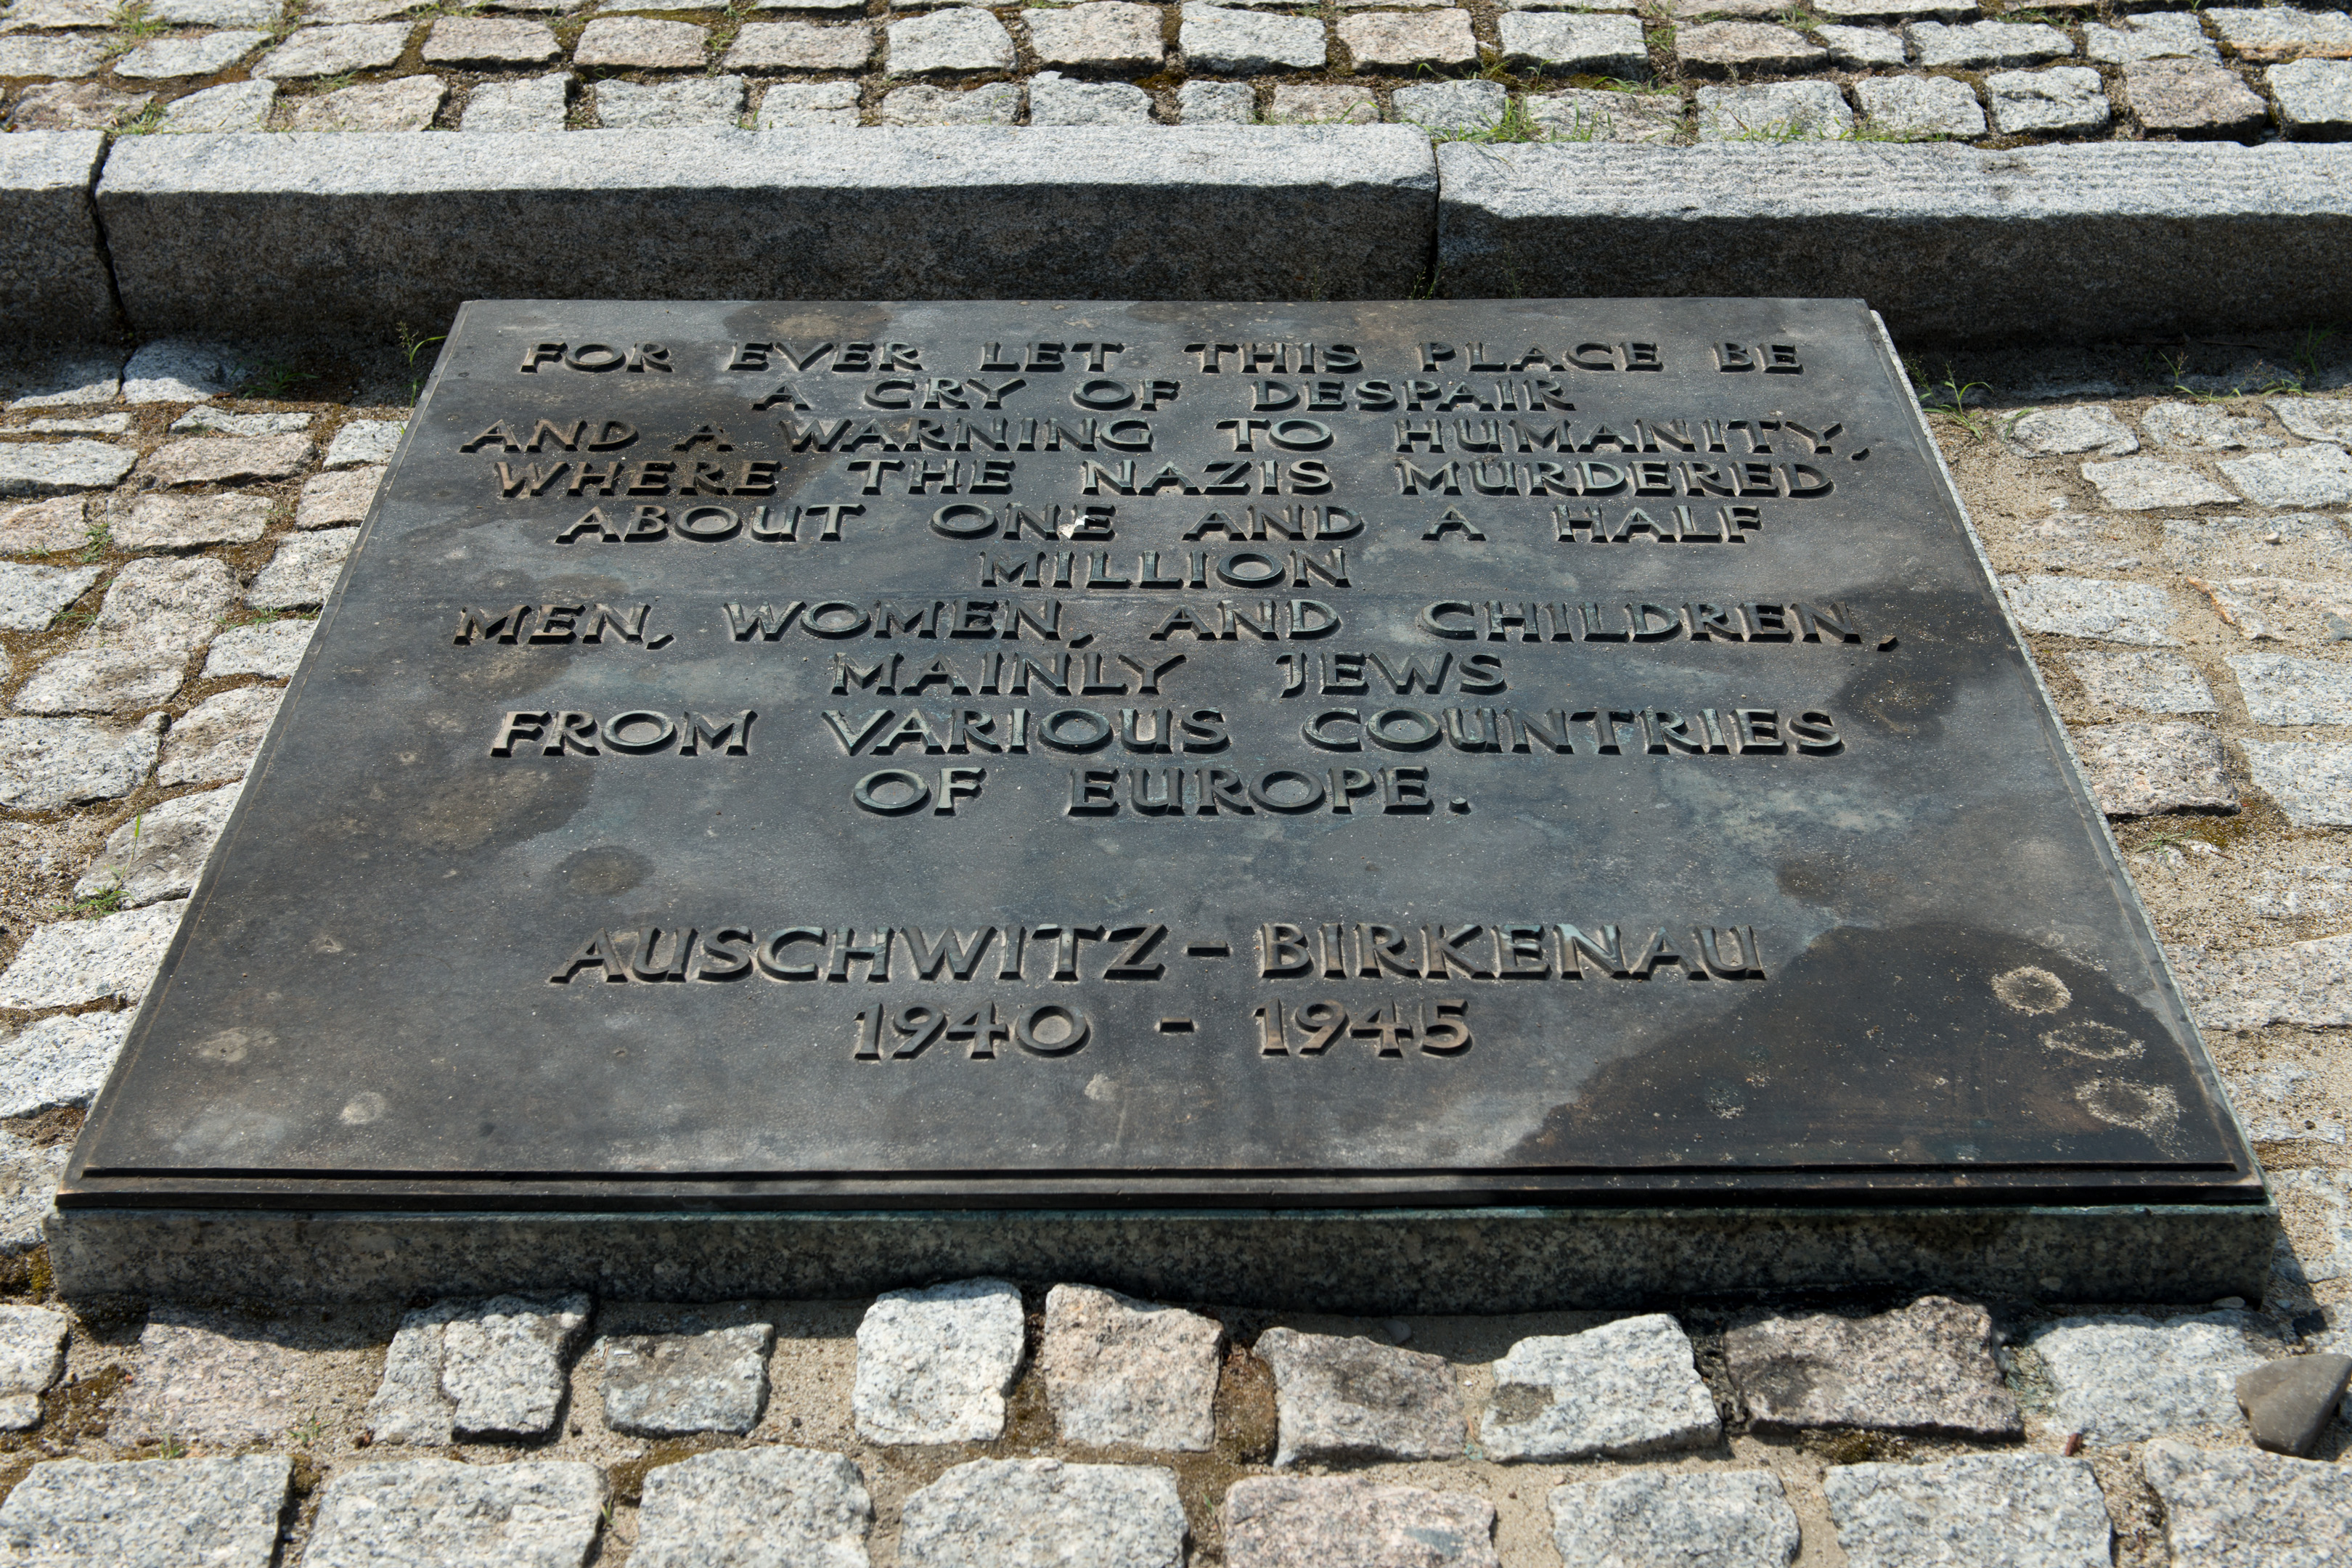 FOR EVER LET THIS PLACE BE
A CRY OF DESPAIR
AND A WARNING TO HUMANITY,
WHERE THE NAZIS MURDERED
ABOUT ONE AND A HALF
MILLION
MEN, WOMEN, AND CHILDREN,
MAINLY JEWS
FROM VARIOUS COUNTRIES
OF EUROPE.
AUSCHWITZ-BIRKENAU
1940 - 1945